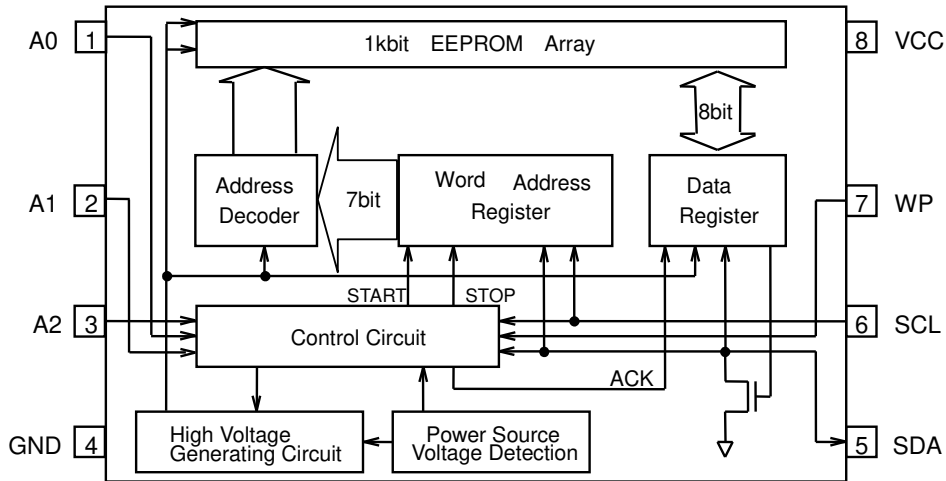 A0 1 1kbit EEPROM Array 8 VCC
8bit
A1 2 Address Decoder 7bit Word Address Register Data Register 7 WP
START STOP
A2 3 Control Circuit 6 SCL
ACK
GND 4 High Voltage Generating Circuit Power Source Voltage Detection 5 SDA